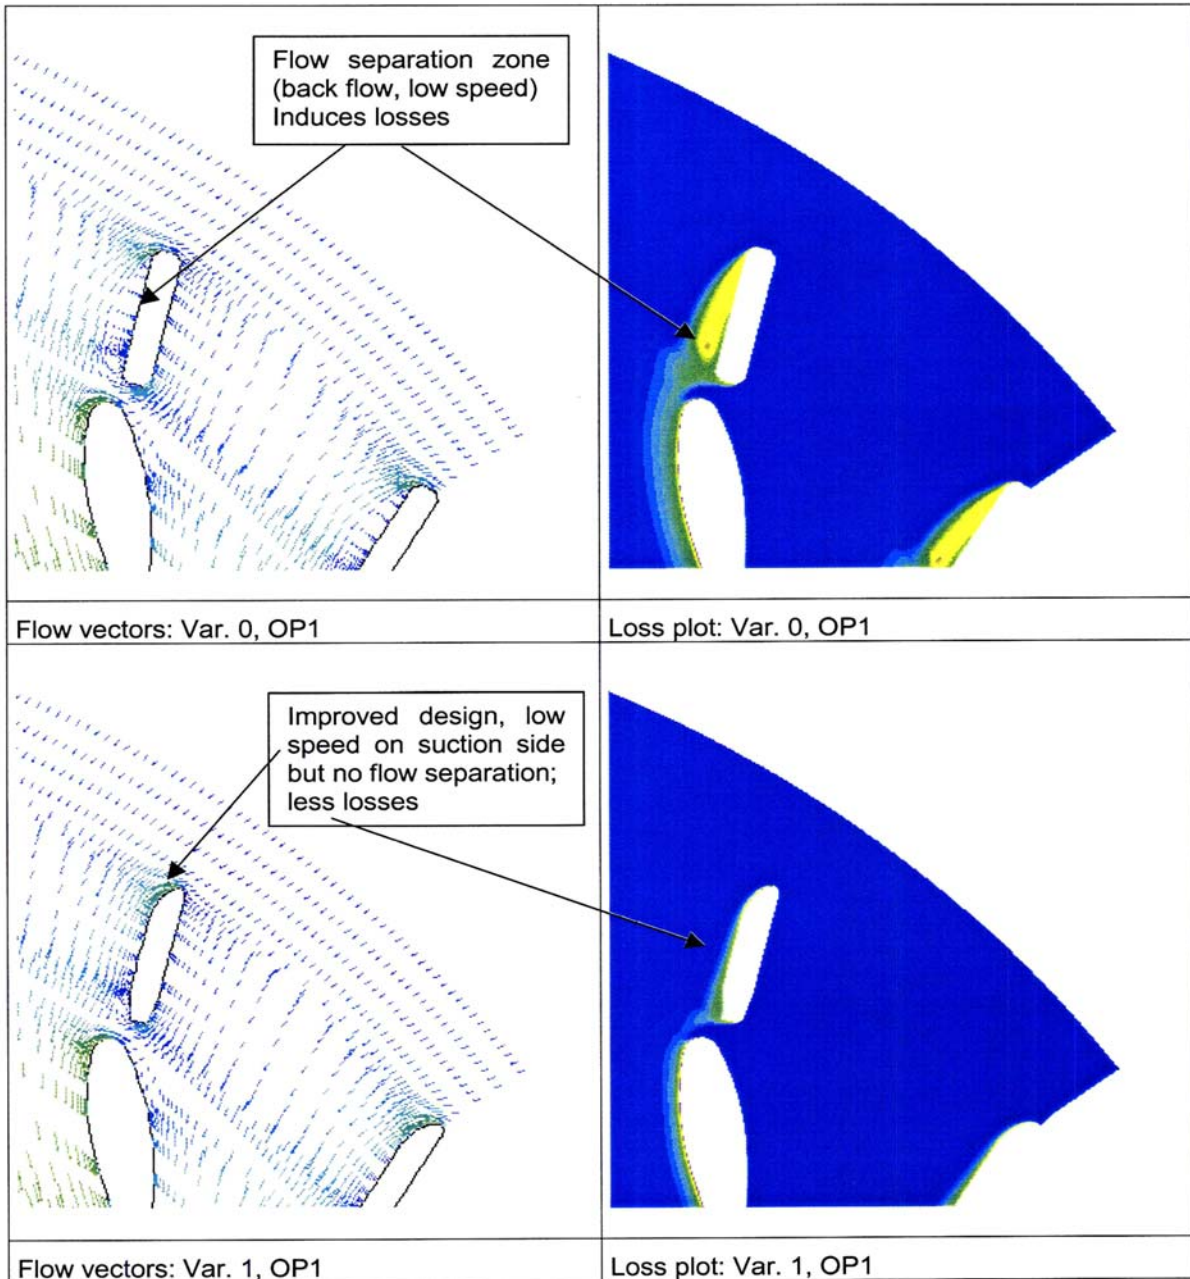 Flow separation zone
(back flow, low speed)
Induces losses
Flow vectors: Var. 0, OP1
Loss plot: Var. 0, OP1
Improved design, low
speed on suction side
but no flow separation;
less losses
Flow vectors: Var. 1, OP1
Loss plot: Var. 1, OP1